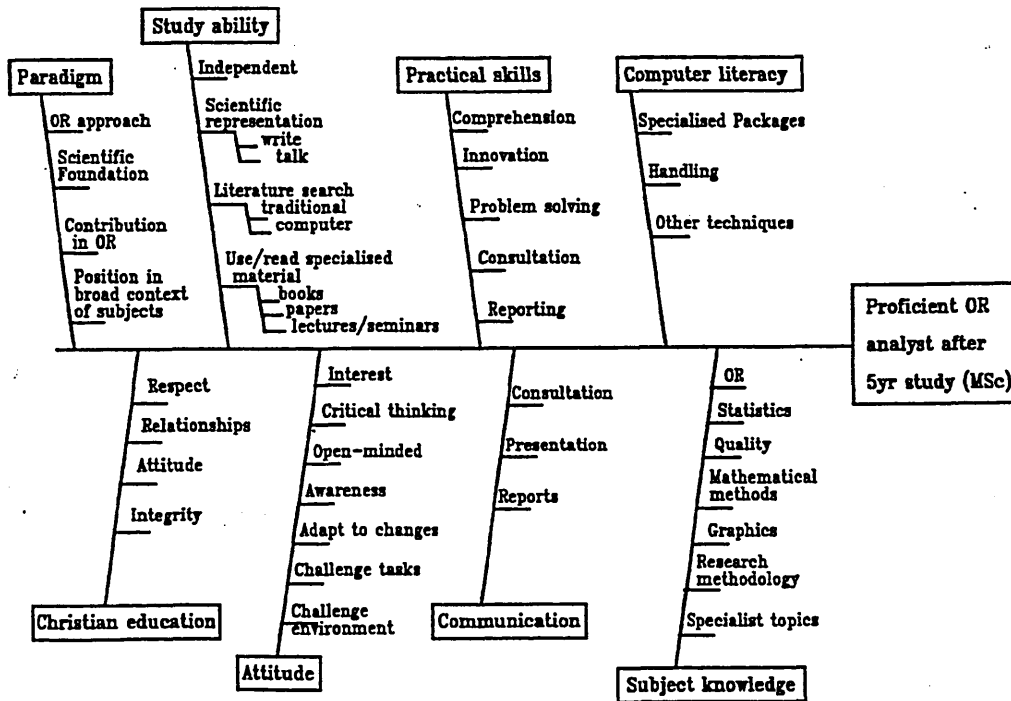 Study ability
Independent
Scientific
representation
write
talk
Literature search
traditional
computer
Use/read specialised
material
books
papers
lectures/seminars
Paradigm
OR approach
Scientific
Foundation
Contribution
in OR
Position in
broad context
of subjects
Practical skills
Comprehension
Innovation
Problem solving
Consultation
Reporting
Computer literacy
Specialised Packages
Handling
Other techniques
Proficient OR
analyst after
5yr study (MSc)
Respect
Relationships
Attitude
Integrity
Christian education
Interest
Critical thinking
Open-minded
Awareness
Adapt to changes
Challenge tasks
Challenge
environment
Attitude
Consultation
Presentation
Reports
Communication
OR
Statistics
Quality
Mathematical
methods
Graphics
Research
methodology
Specialist topics
Subject knowledge